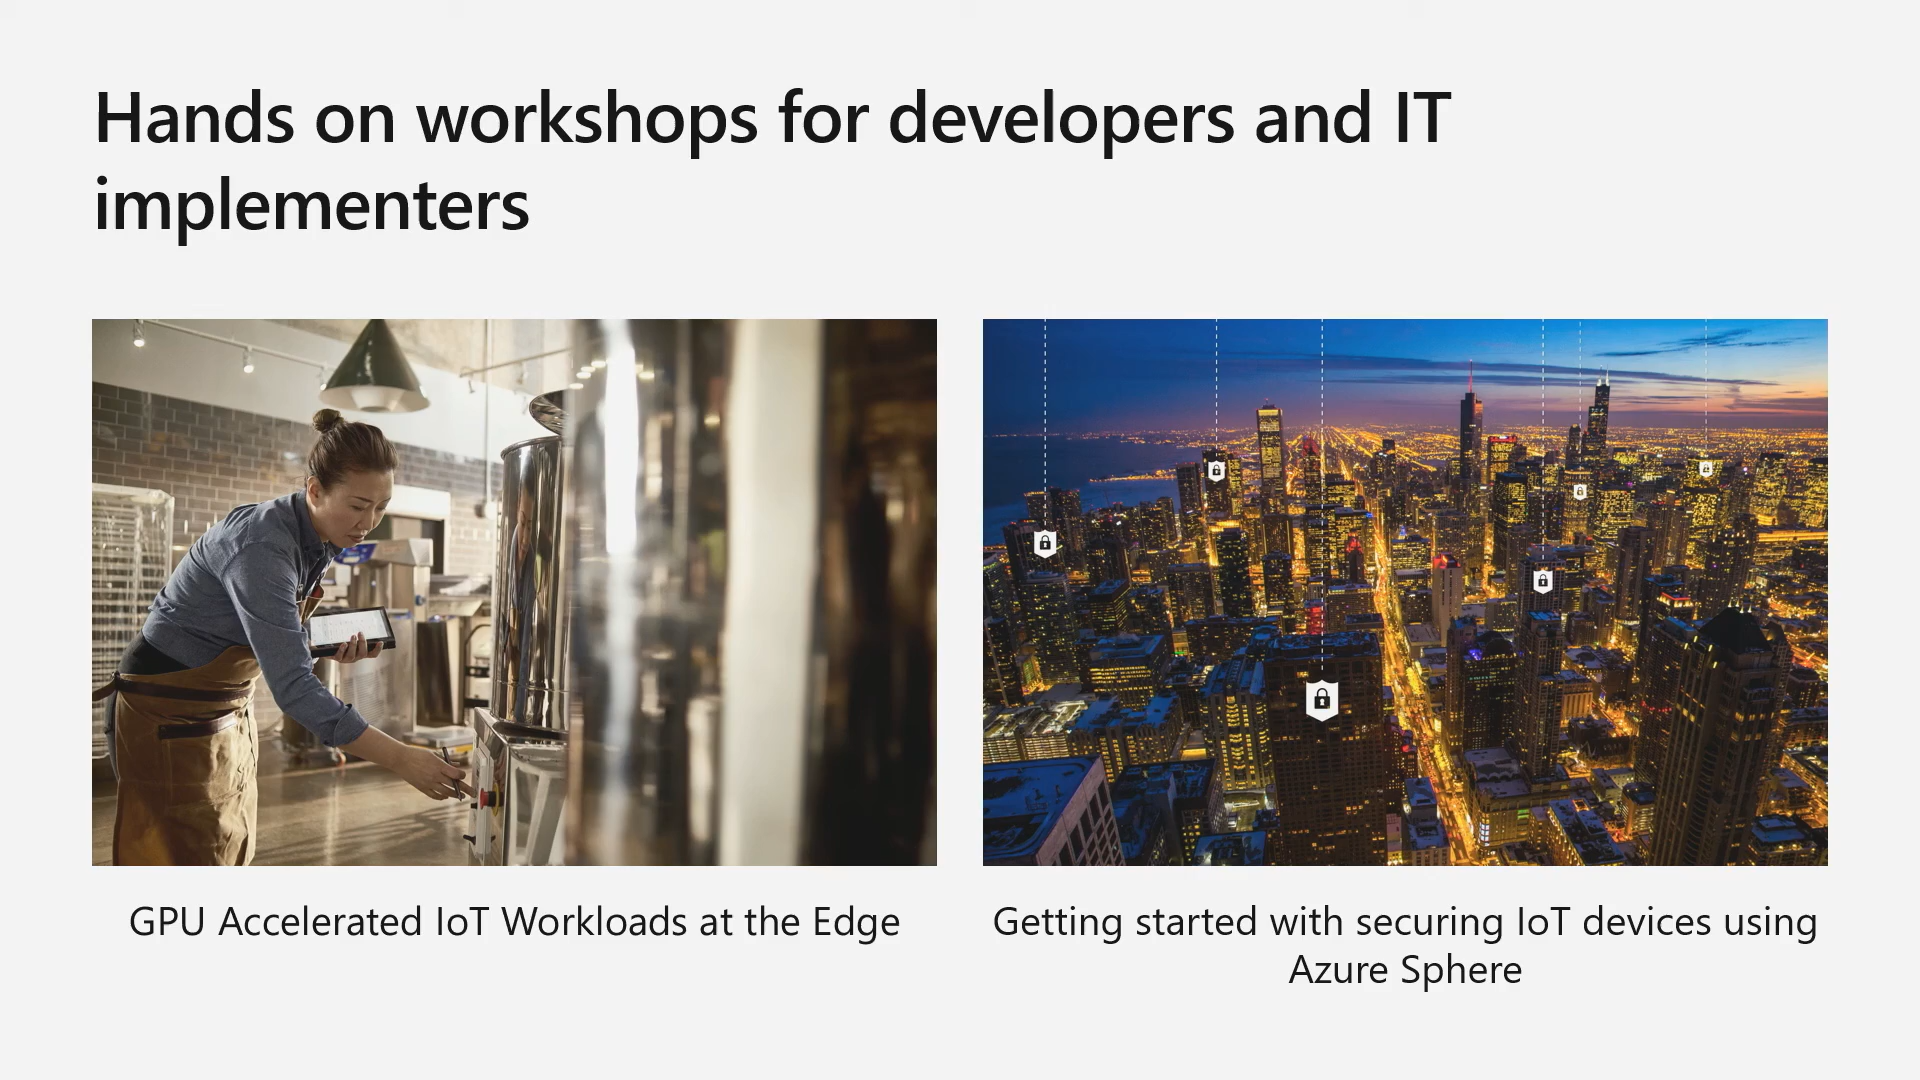 Hands on workshops for developers and IT
implementers
GPU Accelerated IoT Workloads at the Edge
Getting started with securing IoT devices using
Azure Sphere